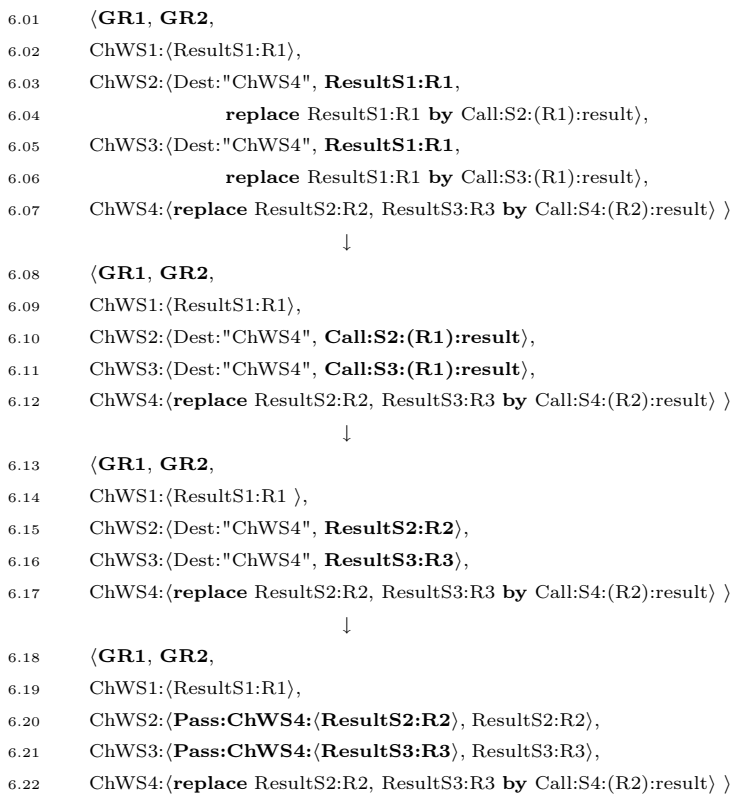 6.01 ⟨GR1, GR2,
6.02 ChWS1:⟨ResultS1:R1⟩,
6.03 ChWS2:⟨Dest:"ChWS4", ResultS1:R1,
6.04 replace ResultS1:R1 by Call:S2:(R1):result⟩,
6.05 ChWS3:⟨Dest:"ChWS4", ResultS1:R1,
6.06 replace ResultS1:R1 by Call:S3:(R1):result⟩,
6.07 ChWS4:⟨replace ResultS2:R2, ResultS3:R3 by Call:S4:(R2):result⟩ ⟩
↓
6.08 ⟨GR1, GR2,
6.09 ChWS1:⟨ResultS1:R1⟩,
6.10 ChWS2:⟨Dest:"ChWS4", Call:S2:(R1):result⟩,
6.11 ChWS3:⟨Dest:"ChWS4", Call:S3:(R1):result⟩,
6.12 ChWS4:⟨replace ResultS2:R2, ResultS3:R3 by Call:S4:(R2):result⟩ ⟩
↓
6.13 ⟨GR1, GR2,
6.14 ChWS1:⟨ResultS1:R1 ⟩,
6.15 ChWS2:⟨Dest:"ChWS4", ResultS2:R2⟩,
6.16 ChWS3:⟨Dest:"ChWS4", ResultS3:R3⟩,
6.17 ChWS4:⟨replace ResultS2:R2, ResultS3:R3 by Call:S4:(R2):result⟩ ⟩
↓
6.18 ⟨GR1, GR2,
6.19 ChWS1:⟨ResultS1:R1⟩,
6.20 ChWS2:⟨Pass:ChWS4:⟨ResultS2:R2⟩, ResultS2:R2⟩,
6.21 ChWS3:⟨Pass:ChWS4:⟨ResultS3:R3⟩, ResultS3:R3⟩,
6.22 ChWS4:⟨replace ResultS2:R2, ResultS3:R3 by Call:S4:(R2):result⟩ ⟩